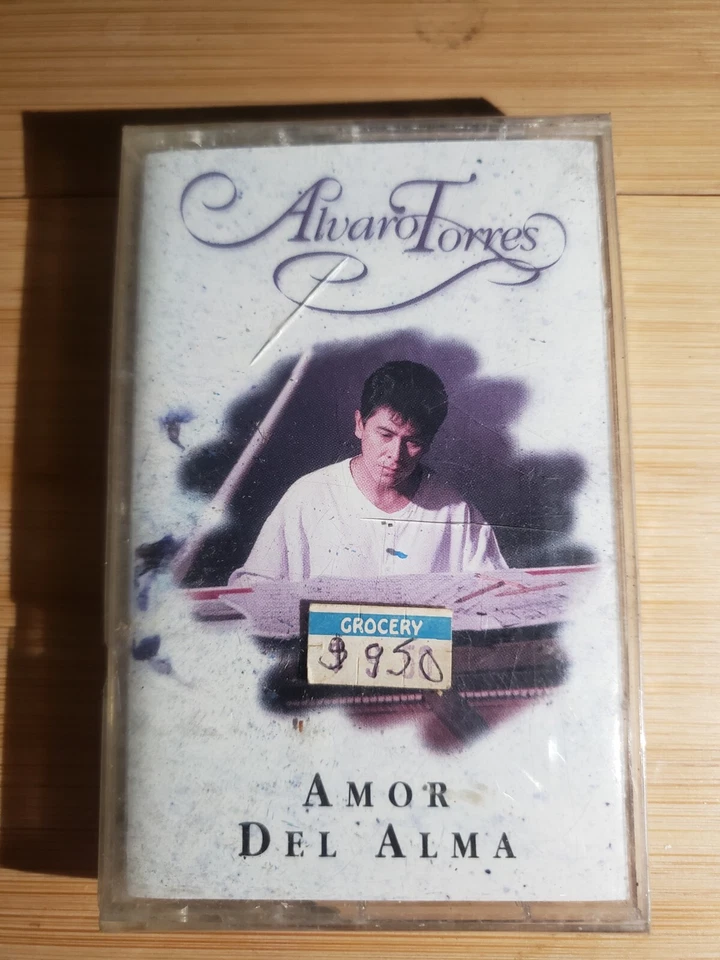 Alvaro Torres
GROCERY
$ 950
AMOR
DEL ALMA